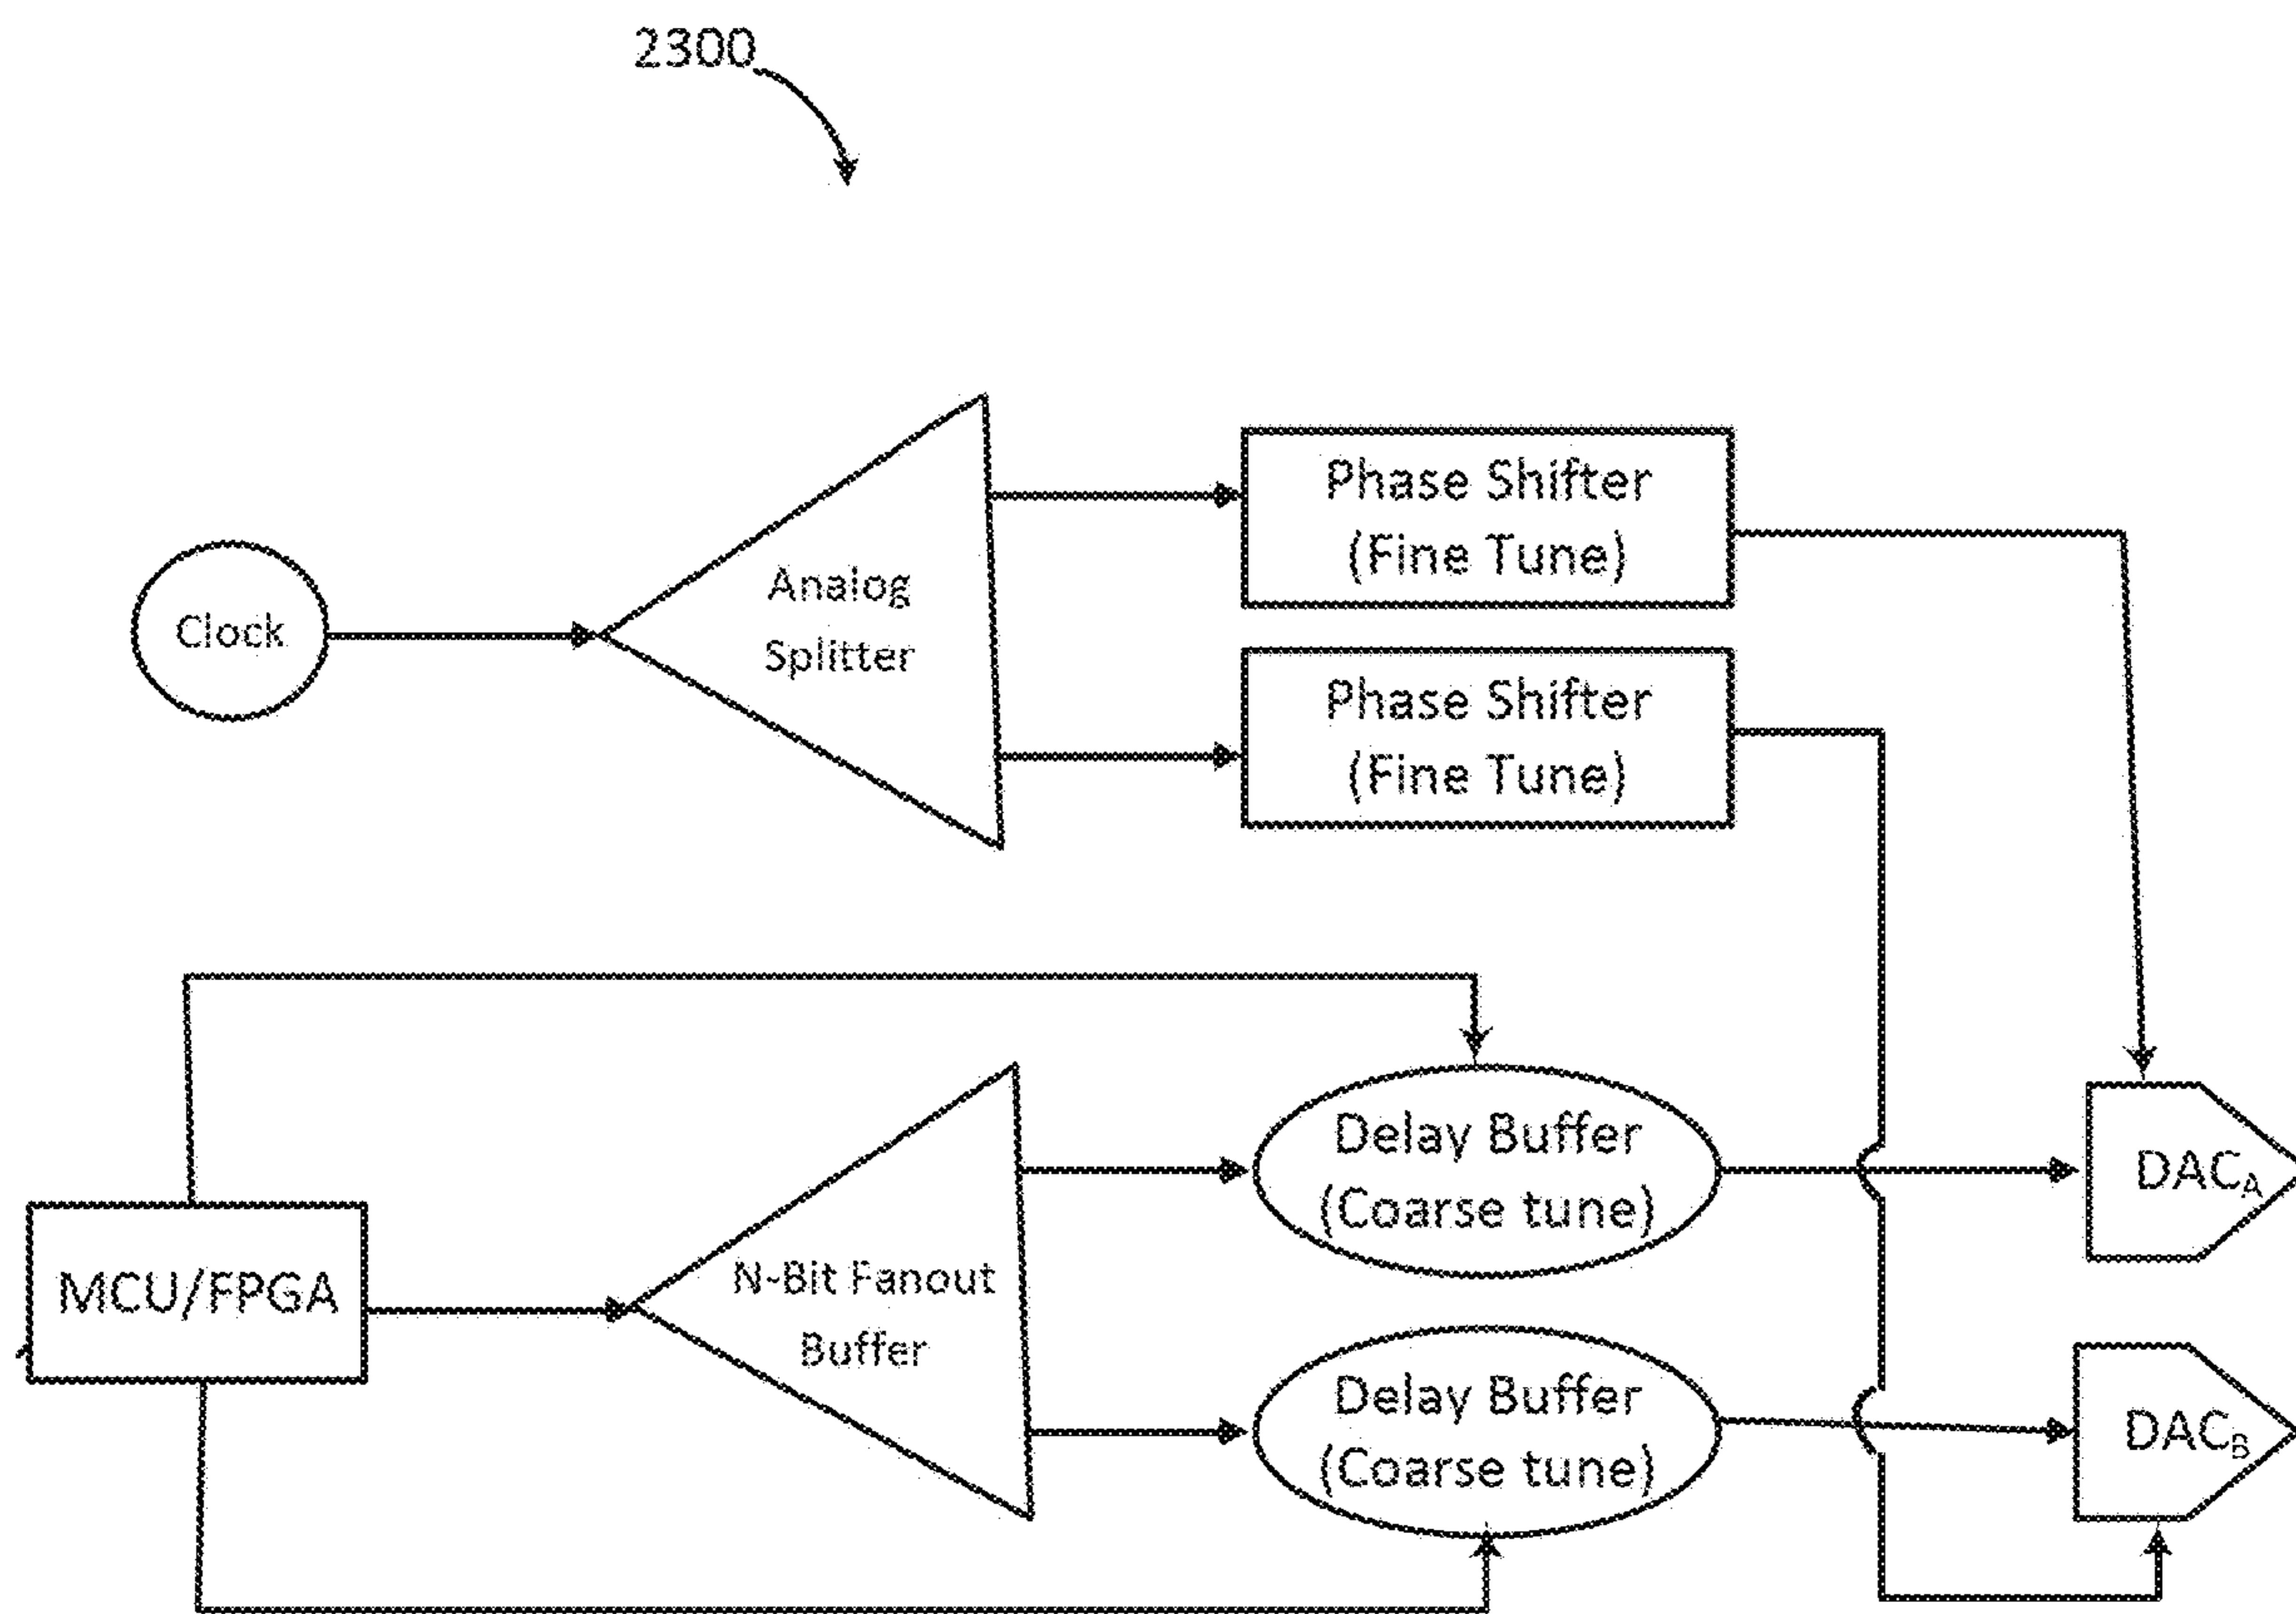 2300
Clock
Analog
Splitter
Phase Shifter
(Fine Tune)
Phase Shifter
(Fine Tune)
MCU/FPGA
N-Bit Fanout
Buffer
Delay Buffer
(Coarse tune)
Delay Buffer
(Coarse tune)
DACA
DACB